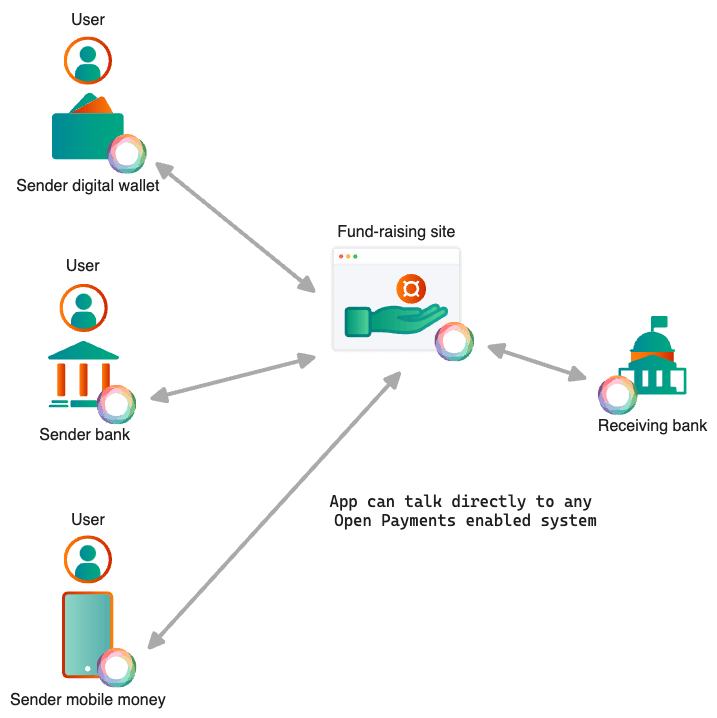 User
Sender digital wallet
Fund-raising site
User
Sender bank
Receiving bank
App can talk directly to any
Open Payments enabled system
User
Sender mobile money